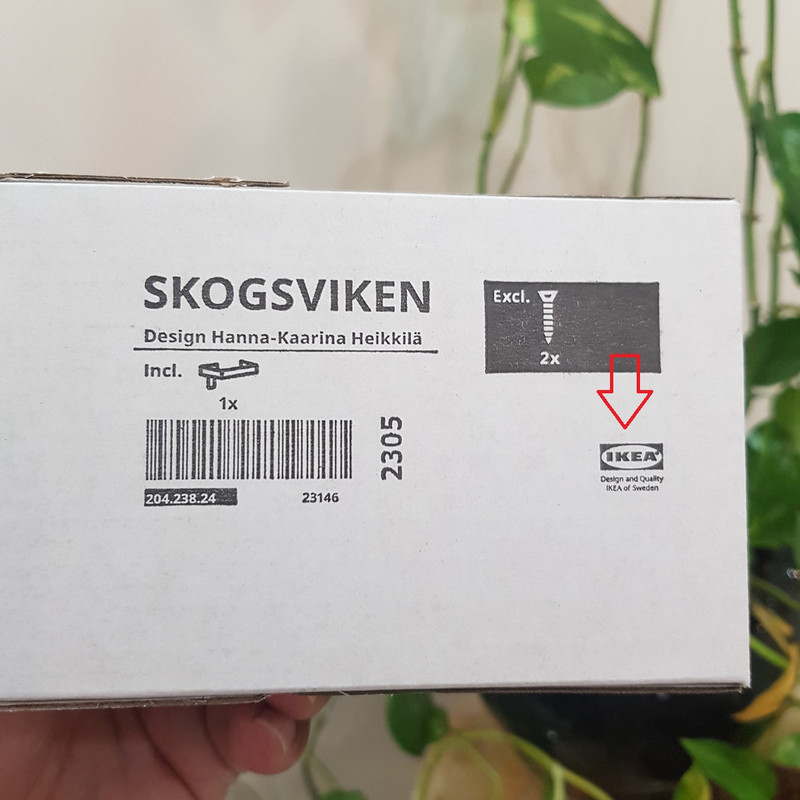 SKOGSVIKEN
Design Hanna-Kaarina Heikkilä
Incl.
1x
204.238.24
23146
2305
Excl.
2x
IKEA
Design and Quality
IKEA of Sweden